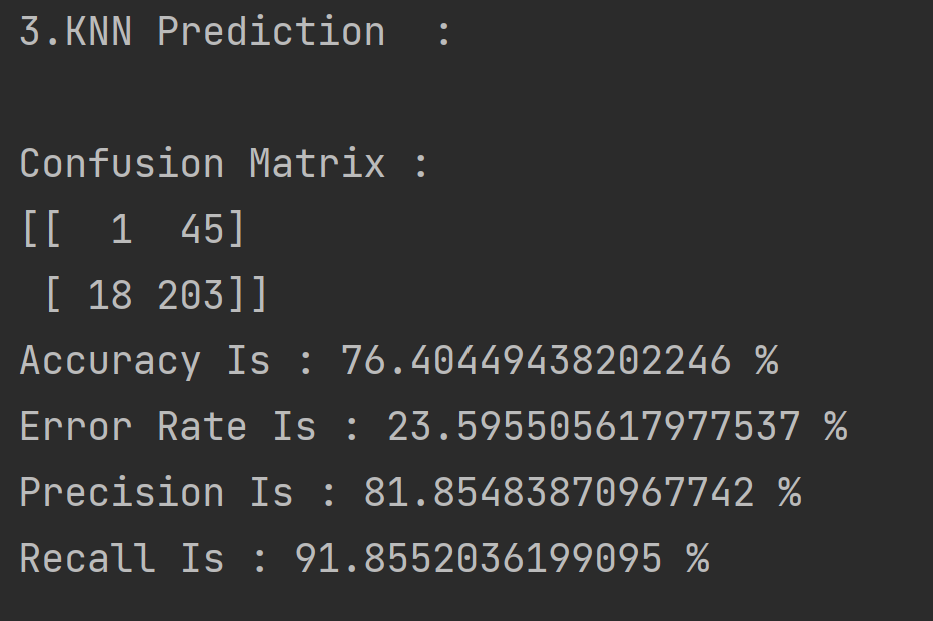 3.KNN Prediction  :
Confusion Matrix :
[[  1  45]
 [ 18 203]]
Accuracy Is : 76.40449438202246 %
Error Rate Is : 23.595505617977537 %
Precision Is : 81.85483870967742 %
Recall Is : 91.8552036199095 %